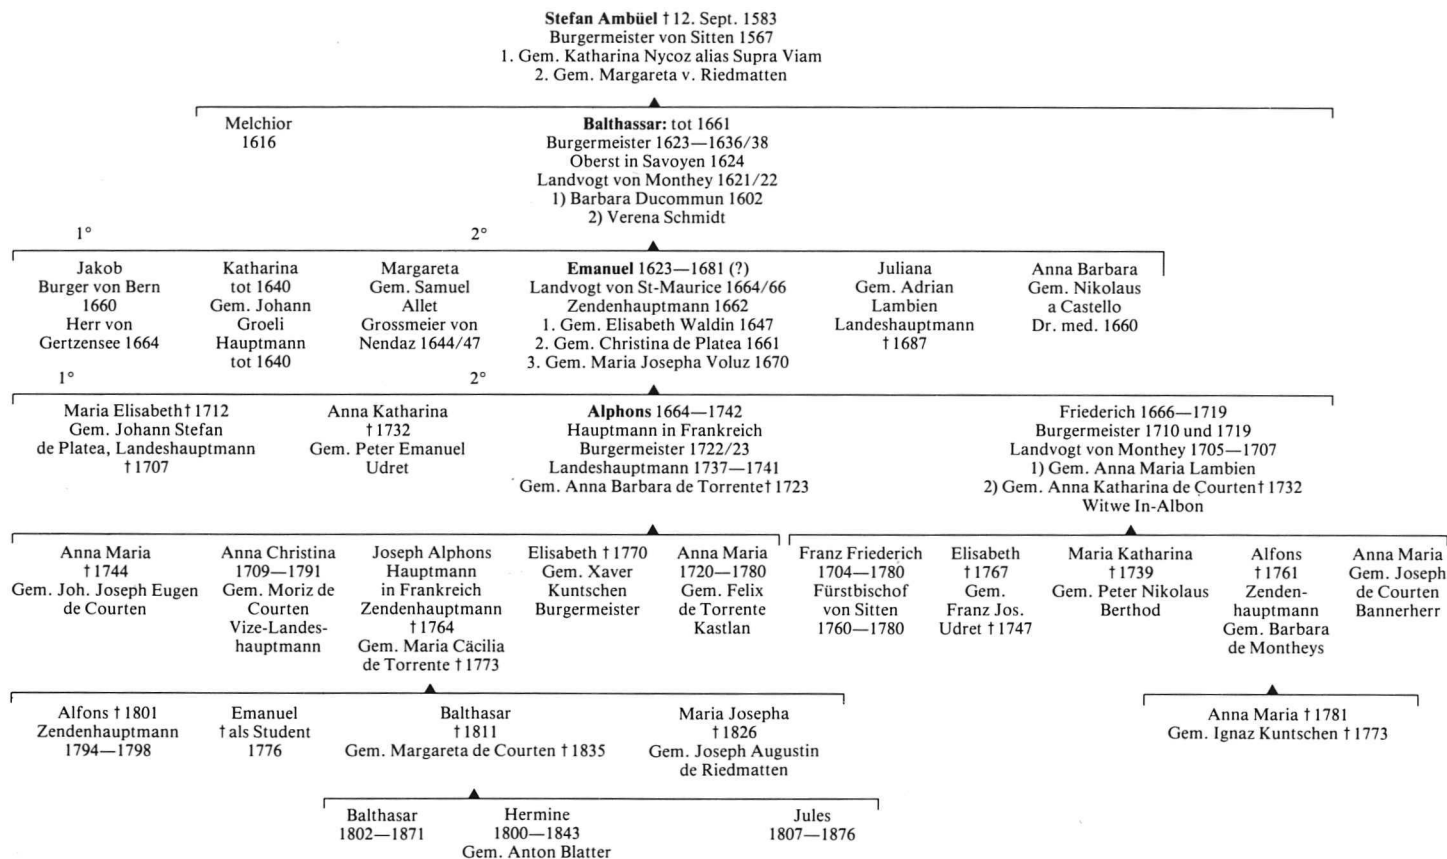 Stefan Ambüel † 12. Sept. 1583
Burgermeister von Sitten 1567
1. Gem. Katharina Nycoz alias Supra Viam
2. Gem. Margareta v. Riedmatten
Melchior
1616
Balthassar: tot 1661
Burgermeister 1623—1636/38
Oberst in Savoyen 1624
Landvogt von Monthey 1621/22
1) Barbara Ducommun 1602
2) Verena Schmidt
1°
2°
Jakob
Burger von Bern
1660
Herr von
Gertzensee 1664
Katharina
tot 1640
Gem. Johann
Groeli
Hauptmann
tot 1640
Margareta
Gem. Samuel
Allet
Grossmeier von
Nendaz 1644/47
Emanuel 1623—1681 (?)
Landvogt von St-Maurice 1664/66
Zendenhauptmann 1662
1. Gem. Elisabeth Waldin 1647
2. Gem. Christina de Platea 1661
3. Gem. Maria Josepha Voluz 1670
Juliana
Gem. Adrian
Lambien
Landeshauptmann
† 1687
Anna Barbara
Gem. Nikolaus
a Castello
Dr. med. 1660
1°
2°
Maria Elisabeth † 1712
Gem. Johann Stefan
de Platea, Landeshauptmann
† 1707
Anna Katharina
† 1732
Gem. Peter Emanuel
Udret
Alphons 1664—1742
Hauptmann in Frankreich
Burgermeister 1722/23
Landeshauptmann 1737—1741
Gem. Anna Barbara de Torrente † 1723
Friederich 1666—1719
Burgermeister 1710 und 1719
Landvogt von Monthey 1705—1707
1) Gem. Anna Maria Lambien
2) Gem. Anna Katharina de Courten † 1732
Witwe In-Albon
Anna Maria
† 1744
Gem. Joh. Joseph Eugen
de Courten
Anna Christina
1709—1791
Gem. Moriz de
Courten
Vize-Landes-
hauptmann
Joseph Alphons
Hauptmann
in Frankreich
Zendenhauptmann
† 1764
Gem. Maria Cäcilia
de Torrente † 1773
Elisabeth † 1770
Gem. Xaver
Kuntschen
Burgermeister
Anna Maria
1720—1780
Gem. Felix
de Torrente
Kastlan
Franz Friederich
1704—1780
Fürstbischof
von Sitten
1760—1780
Elisabeth
† 1767
Gem.
Franz Jos.
Udret † 1747
Maria Katharina
† 1739
Gem. Peter Nikolaus
Berthod
Alfons
† 1761
Zenden-
hauptmann
Gem. Barbara
de Montheys
Anna Maria
Gem. Joseph
de Courten
Bannerherr
Alfons † 1801
Zendenhauptmann
1794—1798
Emanuel
† als Student
1776
Balthasar
† 1811
Gem. Margareta de Courten † 1835
Maria Josepha
† 1826
Gem. Joseph Augustin
de Riedmatten
Anna Maria † 1781
Gem. Ignaz Kuntschen † 1773
Balthasar
1802—1871
Hermine
1800—1843
Gem. Anton Blatter
Jules
1807—1876